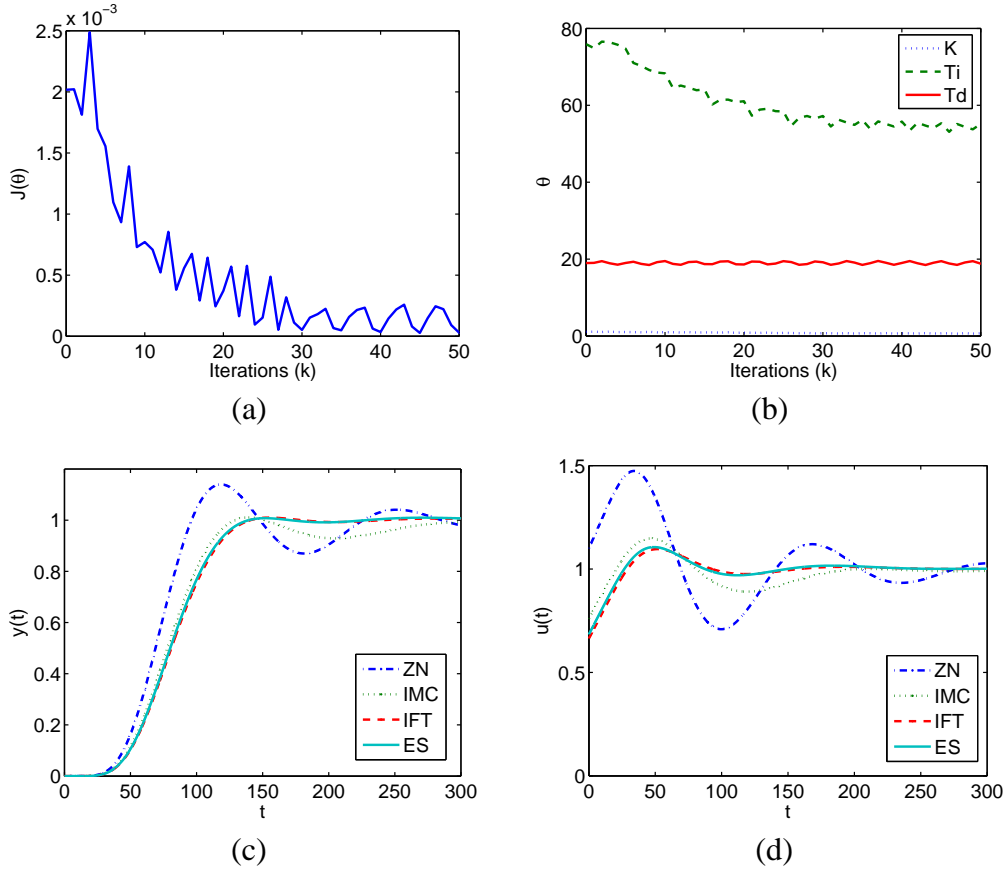 x 10⁻³
2.5
2
1.5
1
0.5
0
J(θ)
0 10 20 30 40 50
Iterations (k)
(a)
80
60
40
20
0
θ
K
Ti
Td
0 10 20 30 40 50
Iterations (k)
(b)
1
0.8
0.6
0.4
0.2
0
y(t)
ZN
IMC
IFT
ES
0 50 100 150 200 250 300
t
(c)
1.5
1
0.5
0
u(t)
ZN
IMC
IFT
ES
0 50 100 150 200 250 300
t
(d)